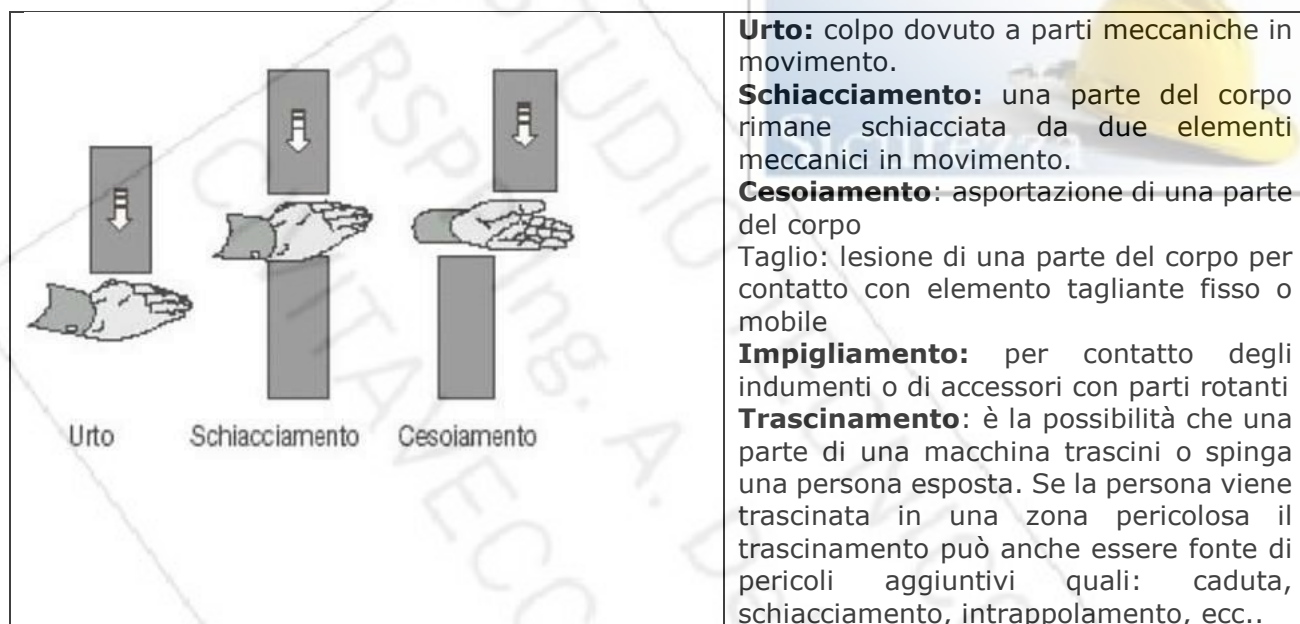 Urto Schiacciamento Cesoiamento
Urto: colpo dovuto a parti meccaniche in
movimento.
Schiacciamento: una parte del corpo
rimane schiacciata da due elementi
meccanici in movimento.
Cesoiamento: asportazione di una parte
del corpo
Taglio: lesione di una parte del corpo per
contatto con elemento tagliante fisso o
mobile
Impigliamento: per contatto degli
indumenti o di accessori con parti rotanti
Trascinamento: è la possibilità che una
parte di una macchina trascini o spinga
una persona esposta. Se la persona viene
trascinata in una zona pericolosa il
trascinamento può anche essere fonte di
pericoli aggiuntivi quali: caduta,
schiacciamento, intrappolamento, ecc..
Sicurezza
RSPP Ing. A.